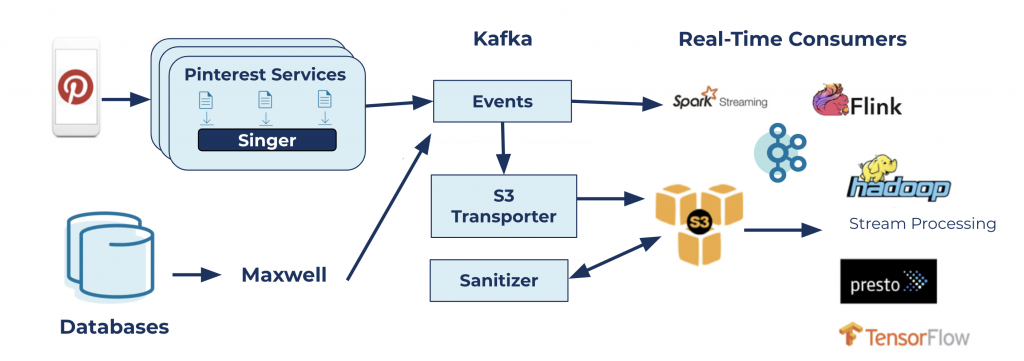 Kafka
Real-Time Consumers
Pinterest Services
Singer
Events
Spark Streaming
Flink
S3
Transporter
S3
hadoop
Stream Processing
Maxwell
Sanitizer
presto
Databases
TensorFlow